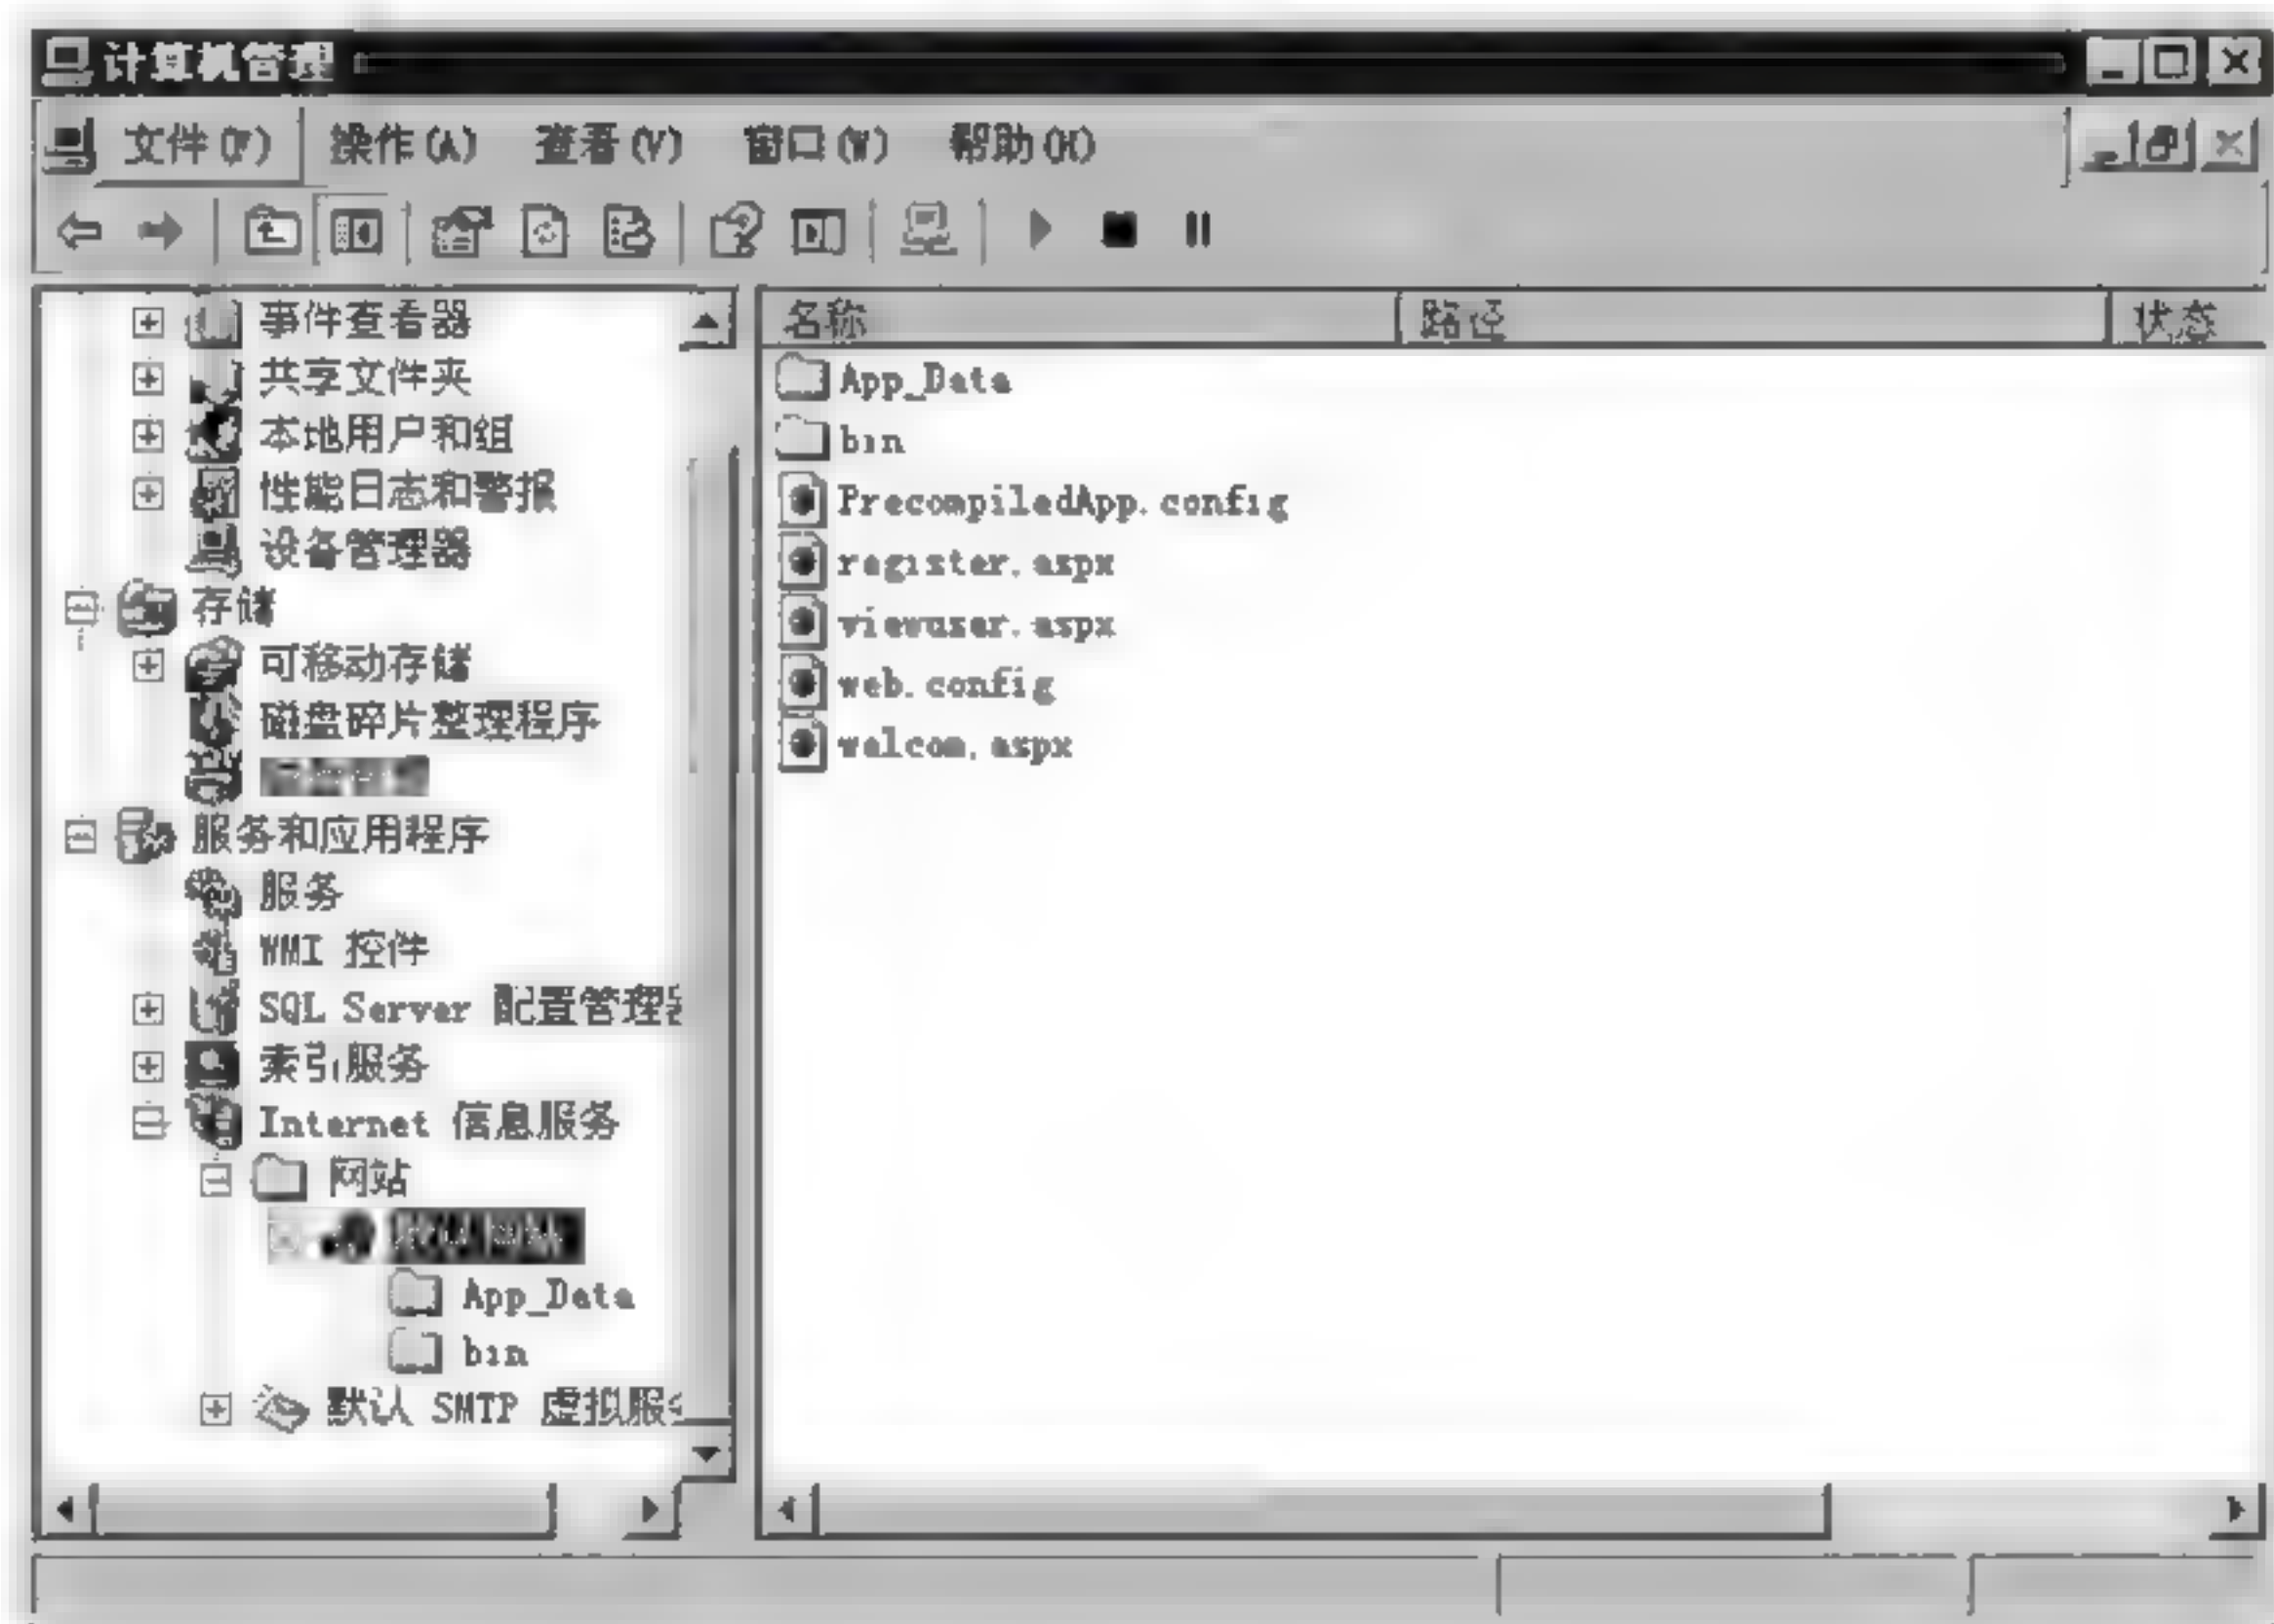 计算机管理
文件(F) 操作(A) 查看(V) 窗口(W) 帮助(H)
事件查看器
共享文件夹
本地用户和组
性能日志和警报
设备管理器
存储
可移动存储
磁盘碎片整理程序
服务和应用程序
服务
WMI 控件
SQL Server 配置管理器
索引服务
Internet 信息服务
网站
App_Data
bin
默认 SMTP 虚拟服
名称 路径 状态
App_Data
bin
PrecompiledApp.config
register.aspx
viewuser.aspx
web.config
welcom.aspx